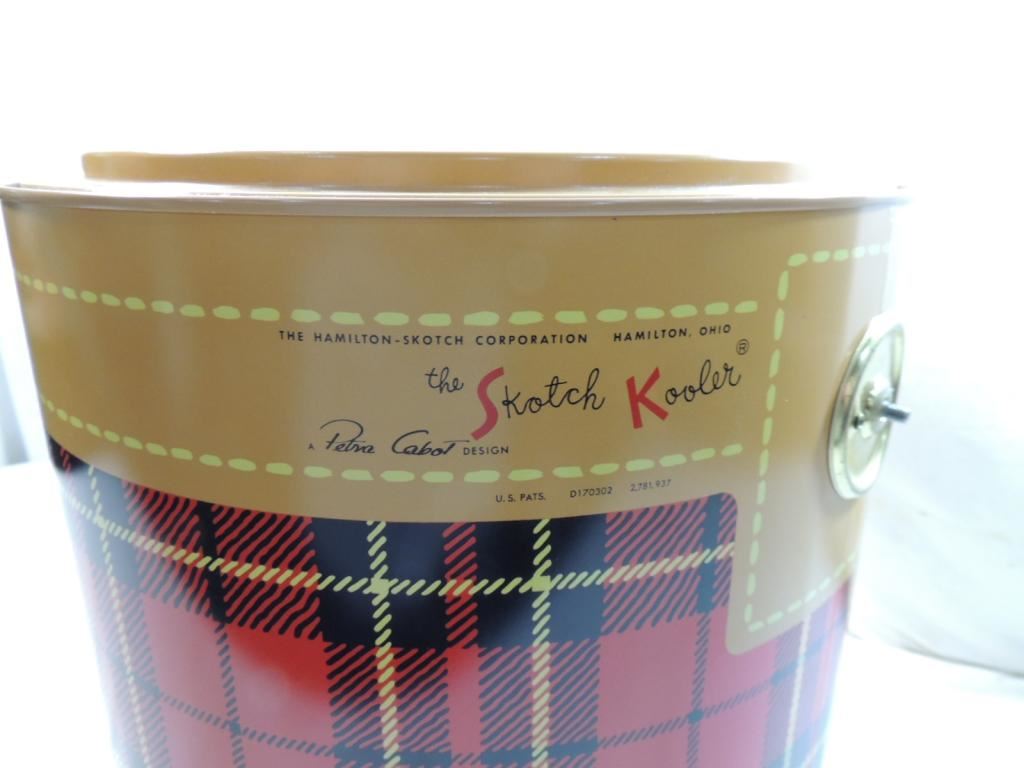 THE HAMILTON-SKOTCH CORPORATION HAMILTON, OHIO
the Skotch Kooler ®
A Petra Cabot DESIGN
U.S. PATS. D170302 2,781,937